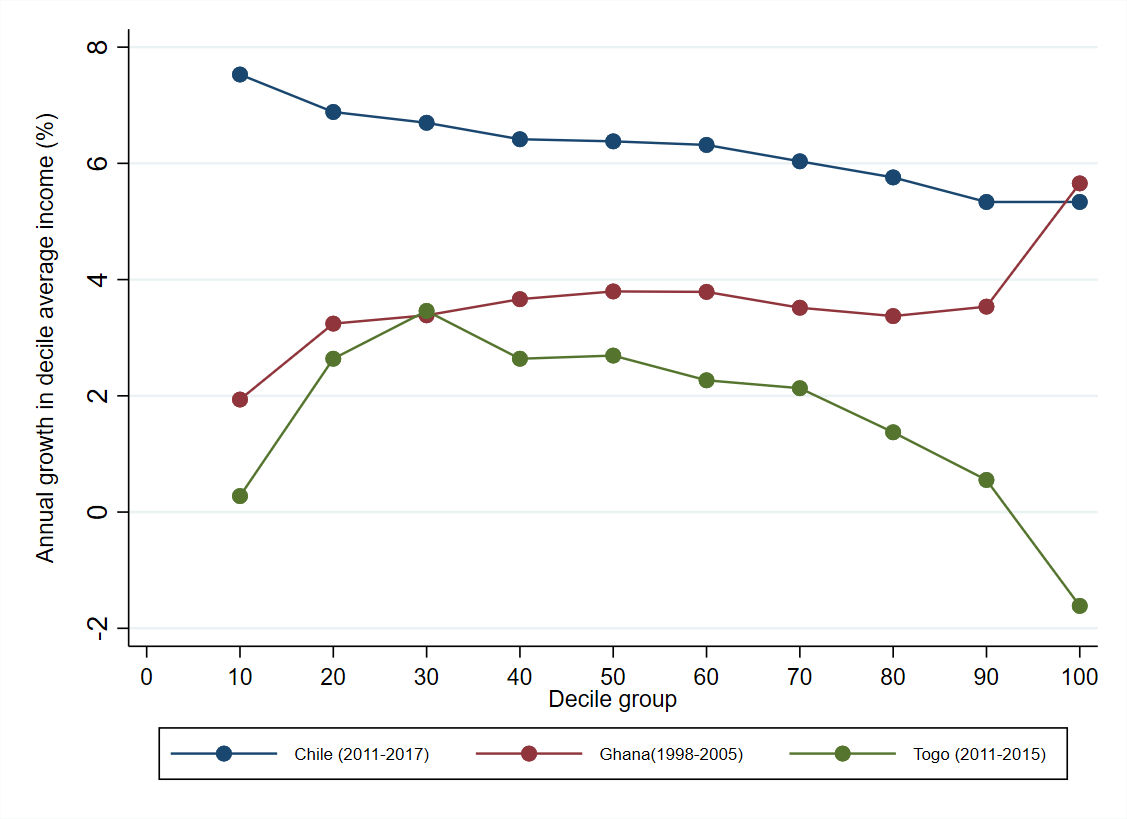 Annual growth in decile average income (%)
8
6
4
2
0
-2
0 10 20 30 40 50 60 70 80 90 100
Decile group
Chile (2011-2017) Ghana(1998-2005) Togo (2011-2015)